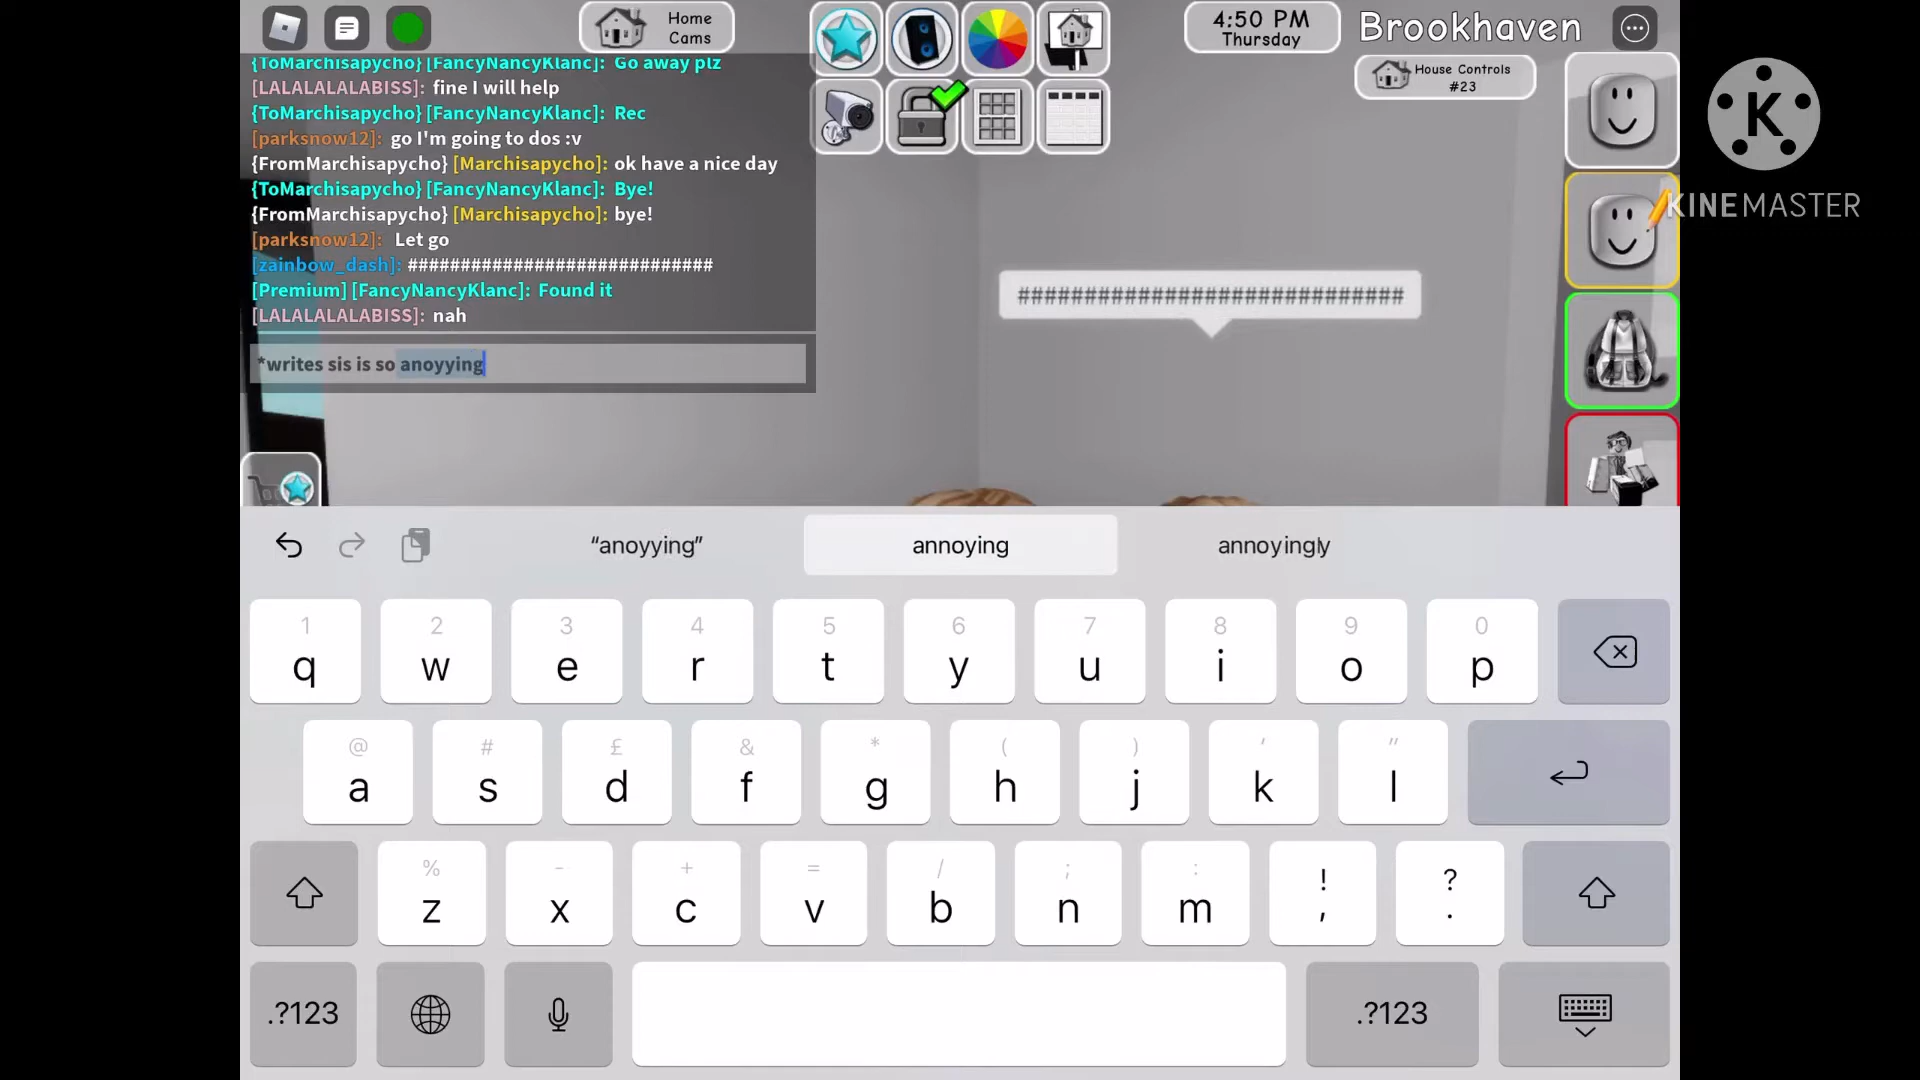 Home
Cams
4:50 PM
Thursday
Brookhaven
House Controls
#23
K
KINEMASTER
{ToMarchisapycho} [FancyNancyKlanc]: Go away plz
[LALALALALABISS]: fine I will help
{ToMarchisapycho} [FancyNancyKlanc]: Rec
[parksnow12]: go I'm going to dos :v
{FromMarchisapycho} [Marchisapycho]: ok have a nice day
{ToMarchisapycho} [FancyNancyKlanc]: Bye!
{FromMarchisapycho} [Marchisapycho]: bye!
[parksnow12]: Let go
[zainbow_dash]: #############################
[Premium] [FancyNancyKlanc]: Found it
[LALALALALABISS]: nah
#############################
*writes sis is so anoyying
“anoyying” annoying annoyingly
1 2 3 4 5 6 7 8 9 0
q w e r t y u i o p
@ # £ & * ( ) ' "
a s d f g h j k l
% - + = / ; : ! ?
z x c v b n m , .
.?123 .?123